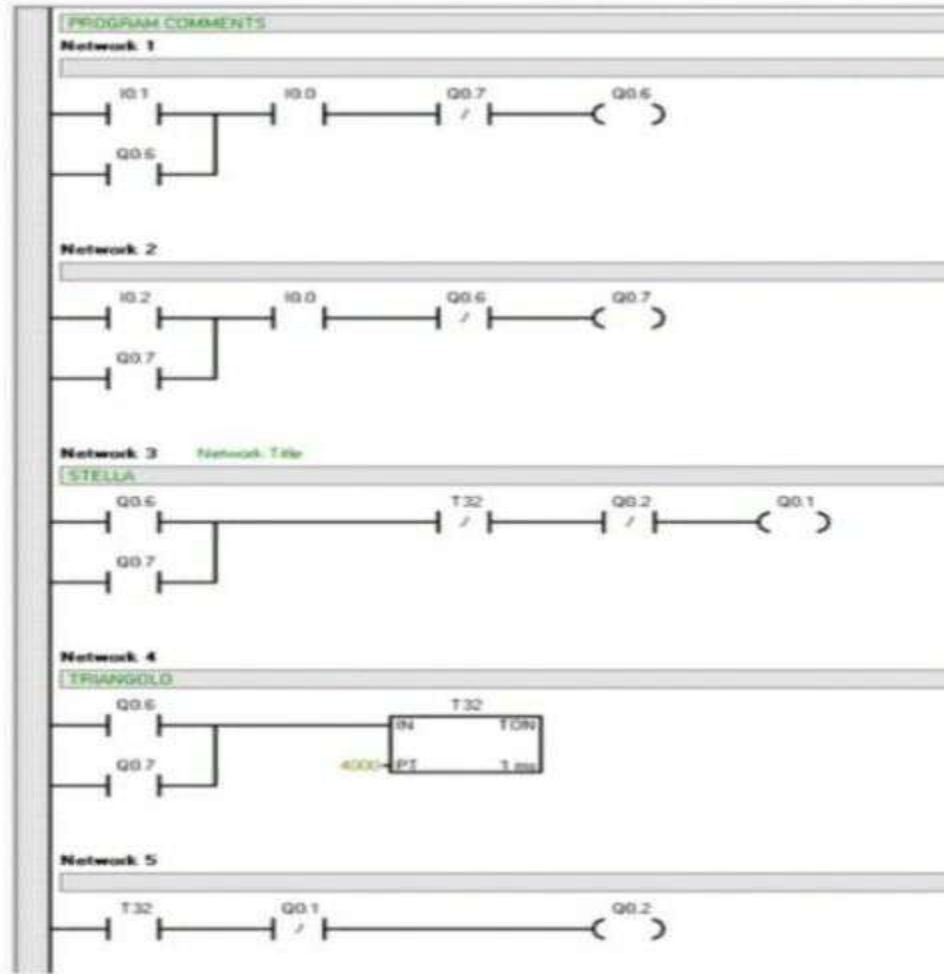 PROGRAM COMMENTS
Network 1
I0.1 I0.0 Q0.7 Q0.6
/
( )
Q0.6
Network 2
I0.2 I0.0 Q0.6 Q0.7
/
( )
Q0.7
Network 3 Network Title
STELLA
Q0.6 T32 Q0.2 Q0.1
/ /
( )
Q0.7
Network 4
TRIANGOLO
Q0.6 T32
IN TON
Q0.7 4000 PT 1 ms
Network 5
T32 Q0.1 Q0.2
/
( )